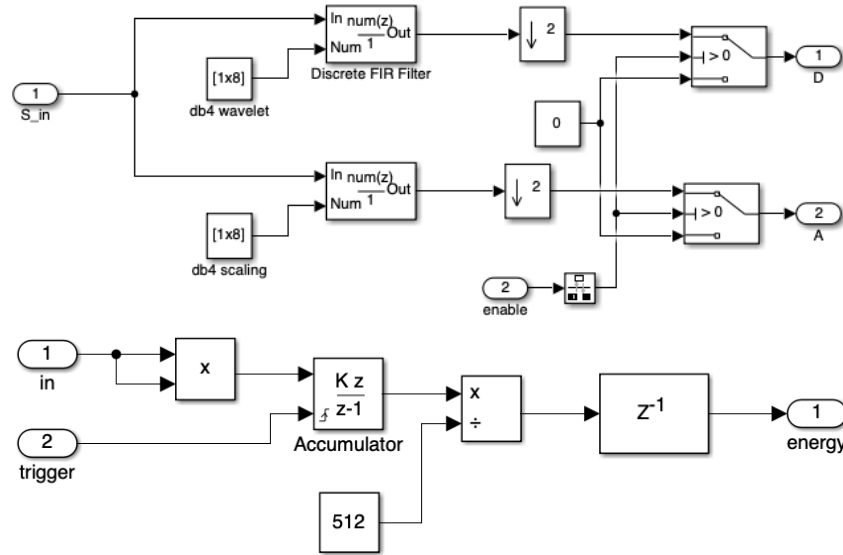 In num(z) Out
Num 1
Discrete FIR Filter
[1x8]
db4 wavelet
1
S_in
2
> 0
1
D
0
In num(z) Out
Num 1
[1x8]
db4 scaling
2
> 0
2
A
2
enable
1
in
x
K z
z-1
Accumulator
2
trigger
x
÷
512
Z-1
1
energy